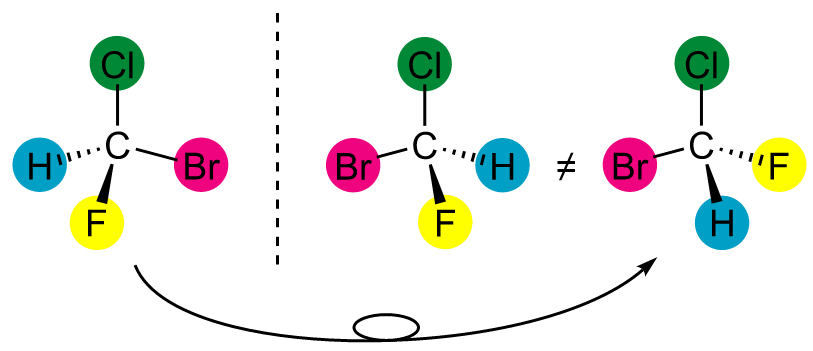 Cl Cl Cl
C C C
H Br Br H ≠ Br F
F F H